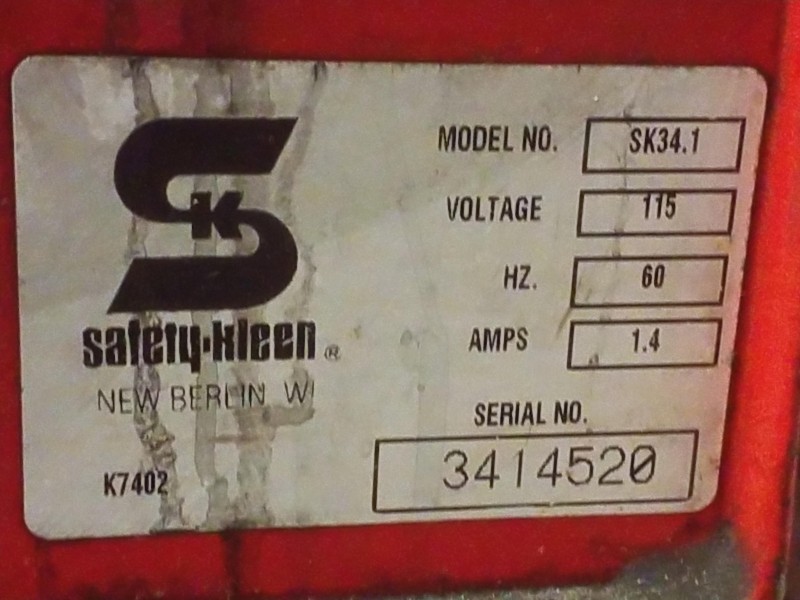 SK
safety-kleen ®
NEW BERLIN WI
K7402
MODEL NO. SK34.1
VOLTAGE 115
HZ. 60
AMPS 1.4
SERIAL NO.
3414520